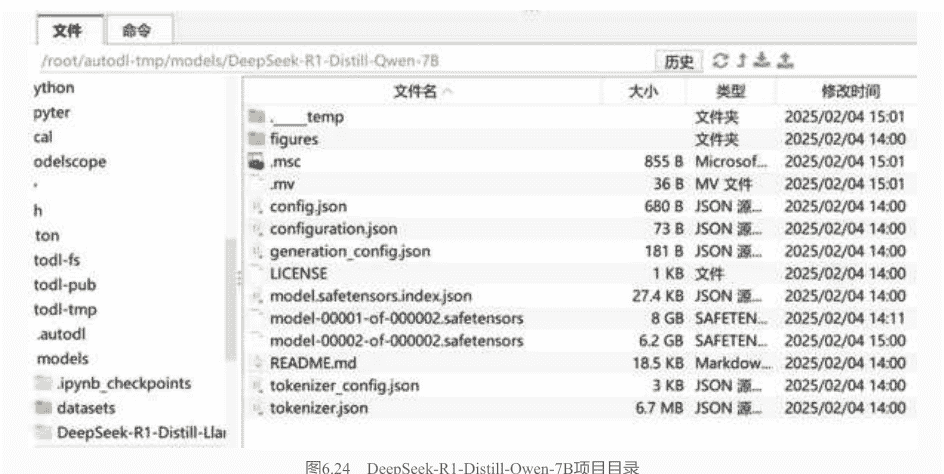 文件 命令
/root/autodl-tmp/models/DeepSeek-R1-Distill-Qwen-7B 历史
ython
pyter
cal
odelscope
h
ton
todl-fs
todl-pub
todl-tmp
.autodl
models
.ipynb_checkpoints
datasets
DeepSeek-R1-Distill-Llar
文件名 大小 类型 修改时间
.____temp 文件夹 2025/02/04 15:01
figures 文件夹 2025/02/04 14:00
.msc 855 B Microsof... 2025/02/04 15:01
.mv 36 B MV 文件 2025/02/04 15:01
config.json 680 B JSON 源... 2025/02/04 14:00
configuration.json 73 B JSON 源... 2025/02/04 14:00
generation_config.json 181 B JSON 源... 2025/02/04 14:00
LICENSE 1 KB 文件 2025/02/04 14:00
model.safetensors.index.json 27.4 KB JSON 源... 2025/02/04 14:00
model-00001-of-000002.safetensors 8 GB SAFETEN... 2025/02/04 14:11
model-00002-of-000002.safetensors 6.2 GB SAFETEN... 2025/02/04 15:00
README.md 18.5 KB Markdow... 2025/02/04 14:00
tokenizer_config.json 3 KB JSON 源... 2025/02/04 14:00
tokenizer.json 6.7 MB JSON 源... 2025/02/04 14:00
图6.24 DeepSeek-R1-Distill-Qwen-7B项目目录